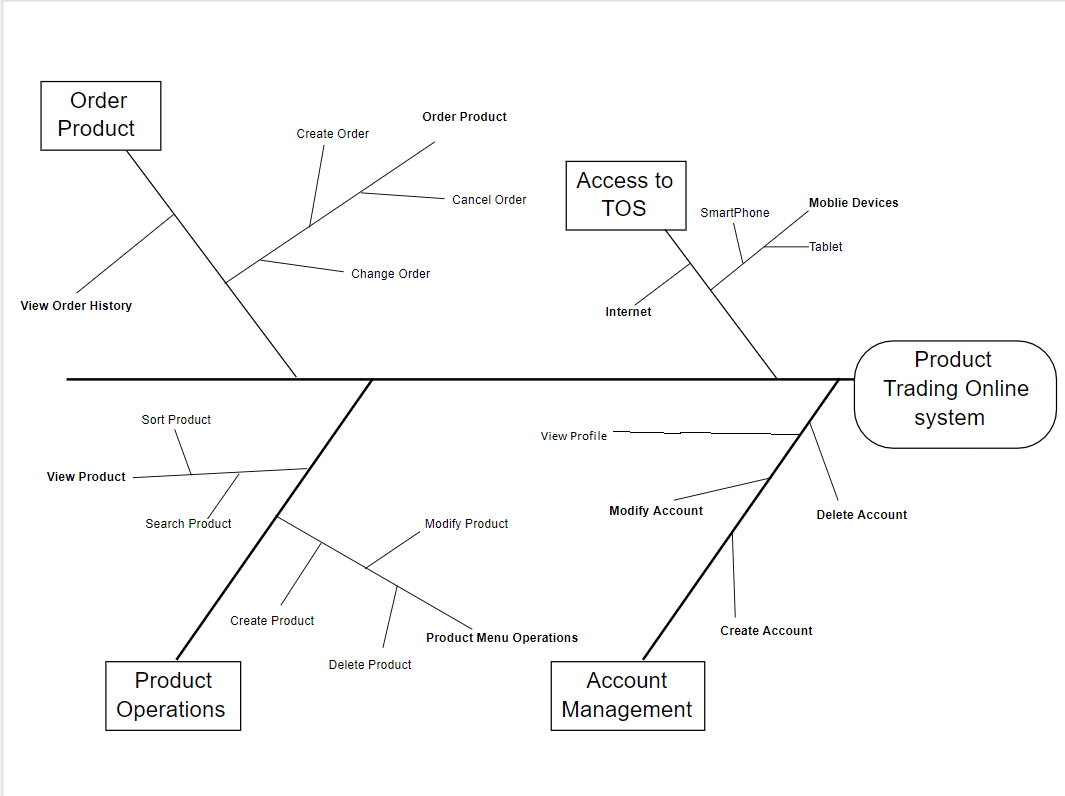 Order
Product
Order Product
Create Order
Cancel Order
Change Order
View Order History
Access to
TOS
SmartPhone
Moblie Devices
Tablet
Internet
Product
Trading Online
system
Sort Product
View Product
Search Product
Modify Product
Create Product
Product Menu Operations
Delete Product
Product
Operations
View Profile
Modify Account
Delete Account
Create Account
Account
Management